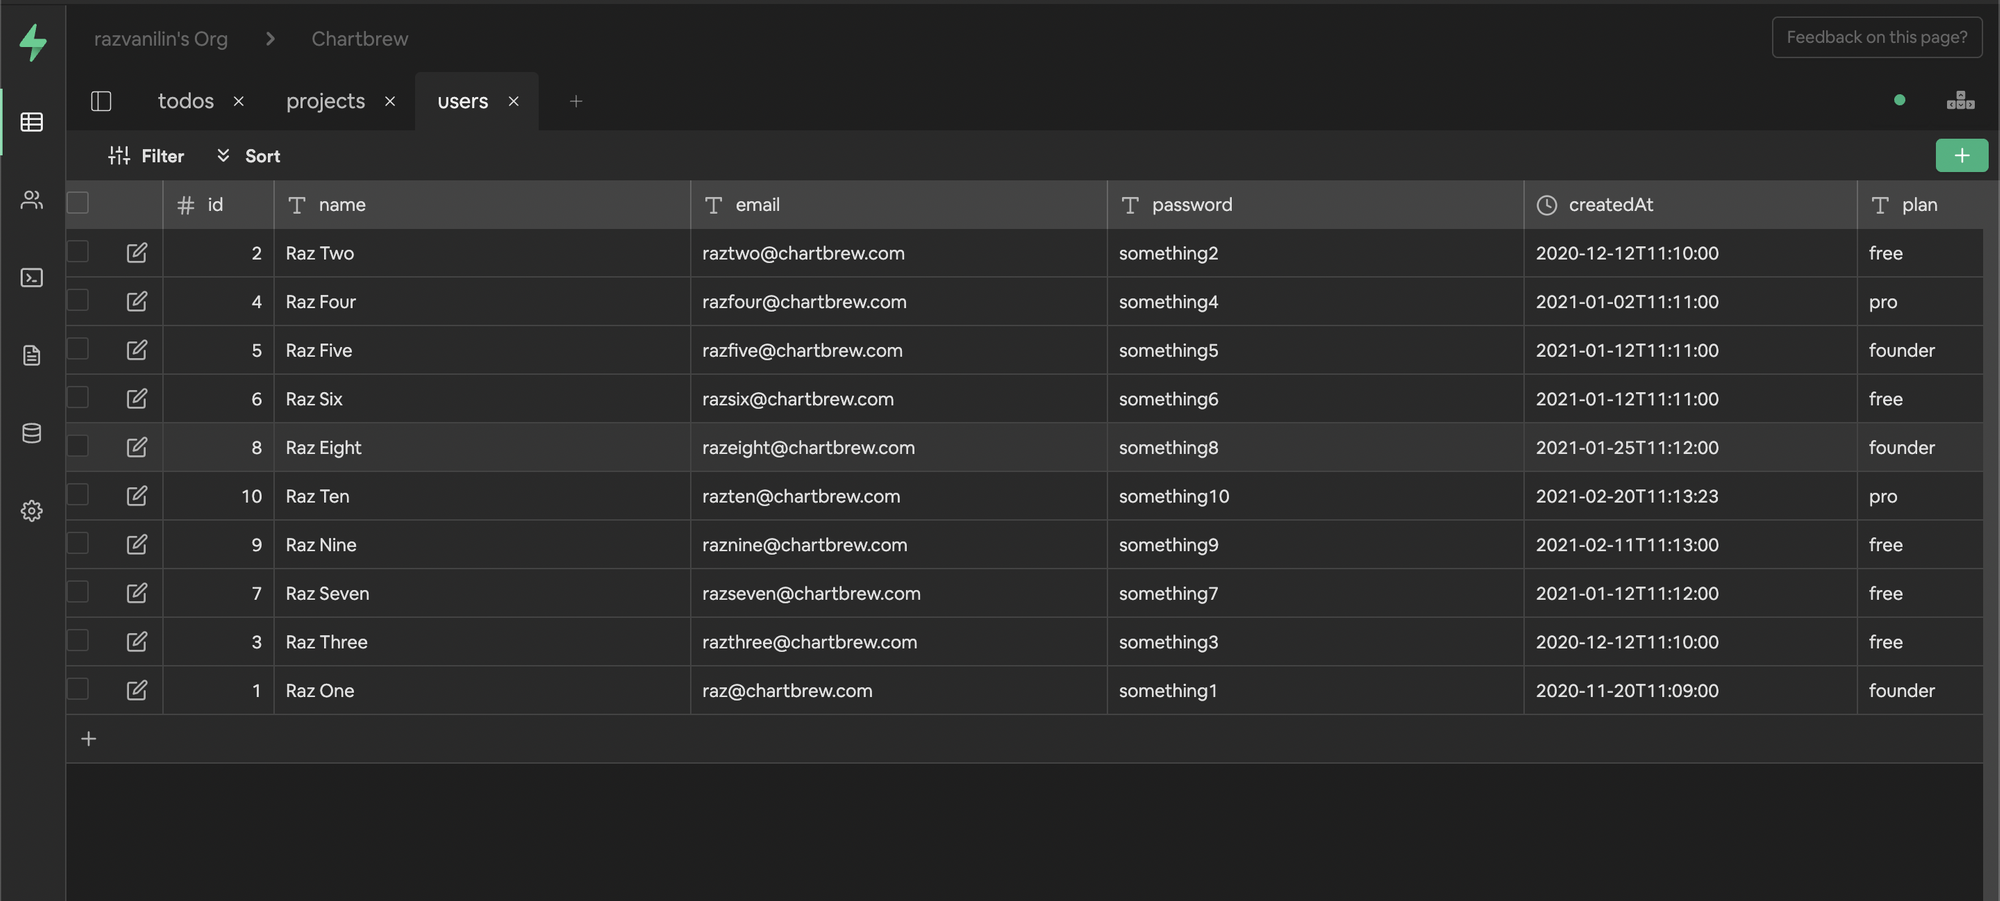 razvanilin's Org > Chartbrew Feedback on this page?
todos × projects × users × +
Filter Sort +
# id T name T email T password createdAt T plan
2 Raz Two raztwo@chartbrew.com something2 2020-12-12T11:10:00 free
4 Raz Four razfour@chartbrew.com something4 2021-01-02T11:11:00 pro
5 Raz Five razfive@chartbrew.com something5 2021-01-12T11:11:00 founder
6 Raz Six razsix@chartbrew.com something6 2021-01-12T11:11:00 free
8 Raz Eight razeight@chartbrew.com something8 2021-01-25T11:12:00 founder
10 Raz Ten razten@chartbrew.com something10 2021-02-20T11:13:23 pro
9 Raz Nine raznine@chartbrew.com something9 2021-02-11T11:13:00 free
7 Raz Seven razseven@chartbrew.com something7 2021-01-12T11:12:00 free
3 Raz Three razthree@chartbrew.com something3 2020-12-12T11:10:00 free
1 Raz One raz@chartbrew.com something1 2020-11-20T11:09:00 founder
+